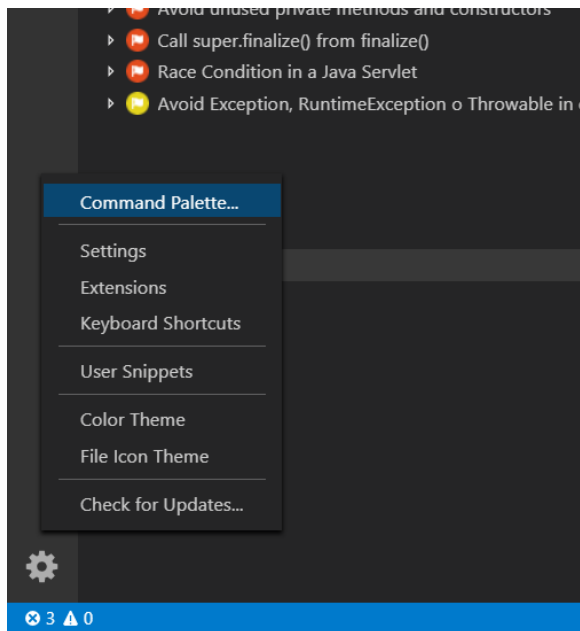 Avoid unused private methods and constructors
Call super.finalize() from finalize()
Race Condition in a Java Servlet
Avoid Exception, RuntimeException o Throwable in
Command Palette...
Settings
Extensions
Keyboard Shortcuts
User Snippets
Color Theme
File Icon Theme
Check for Updates...
3 0